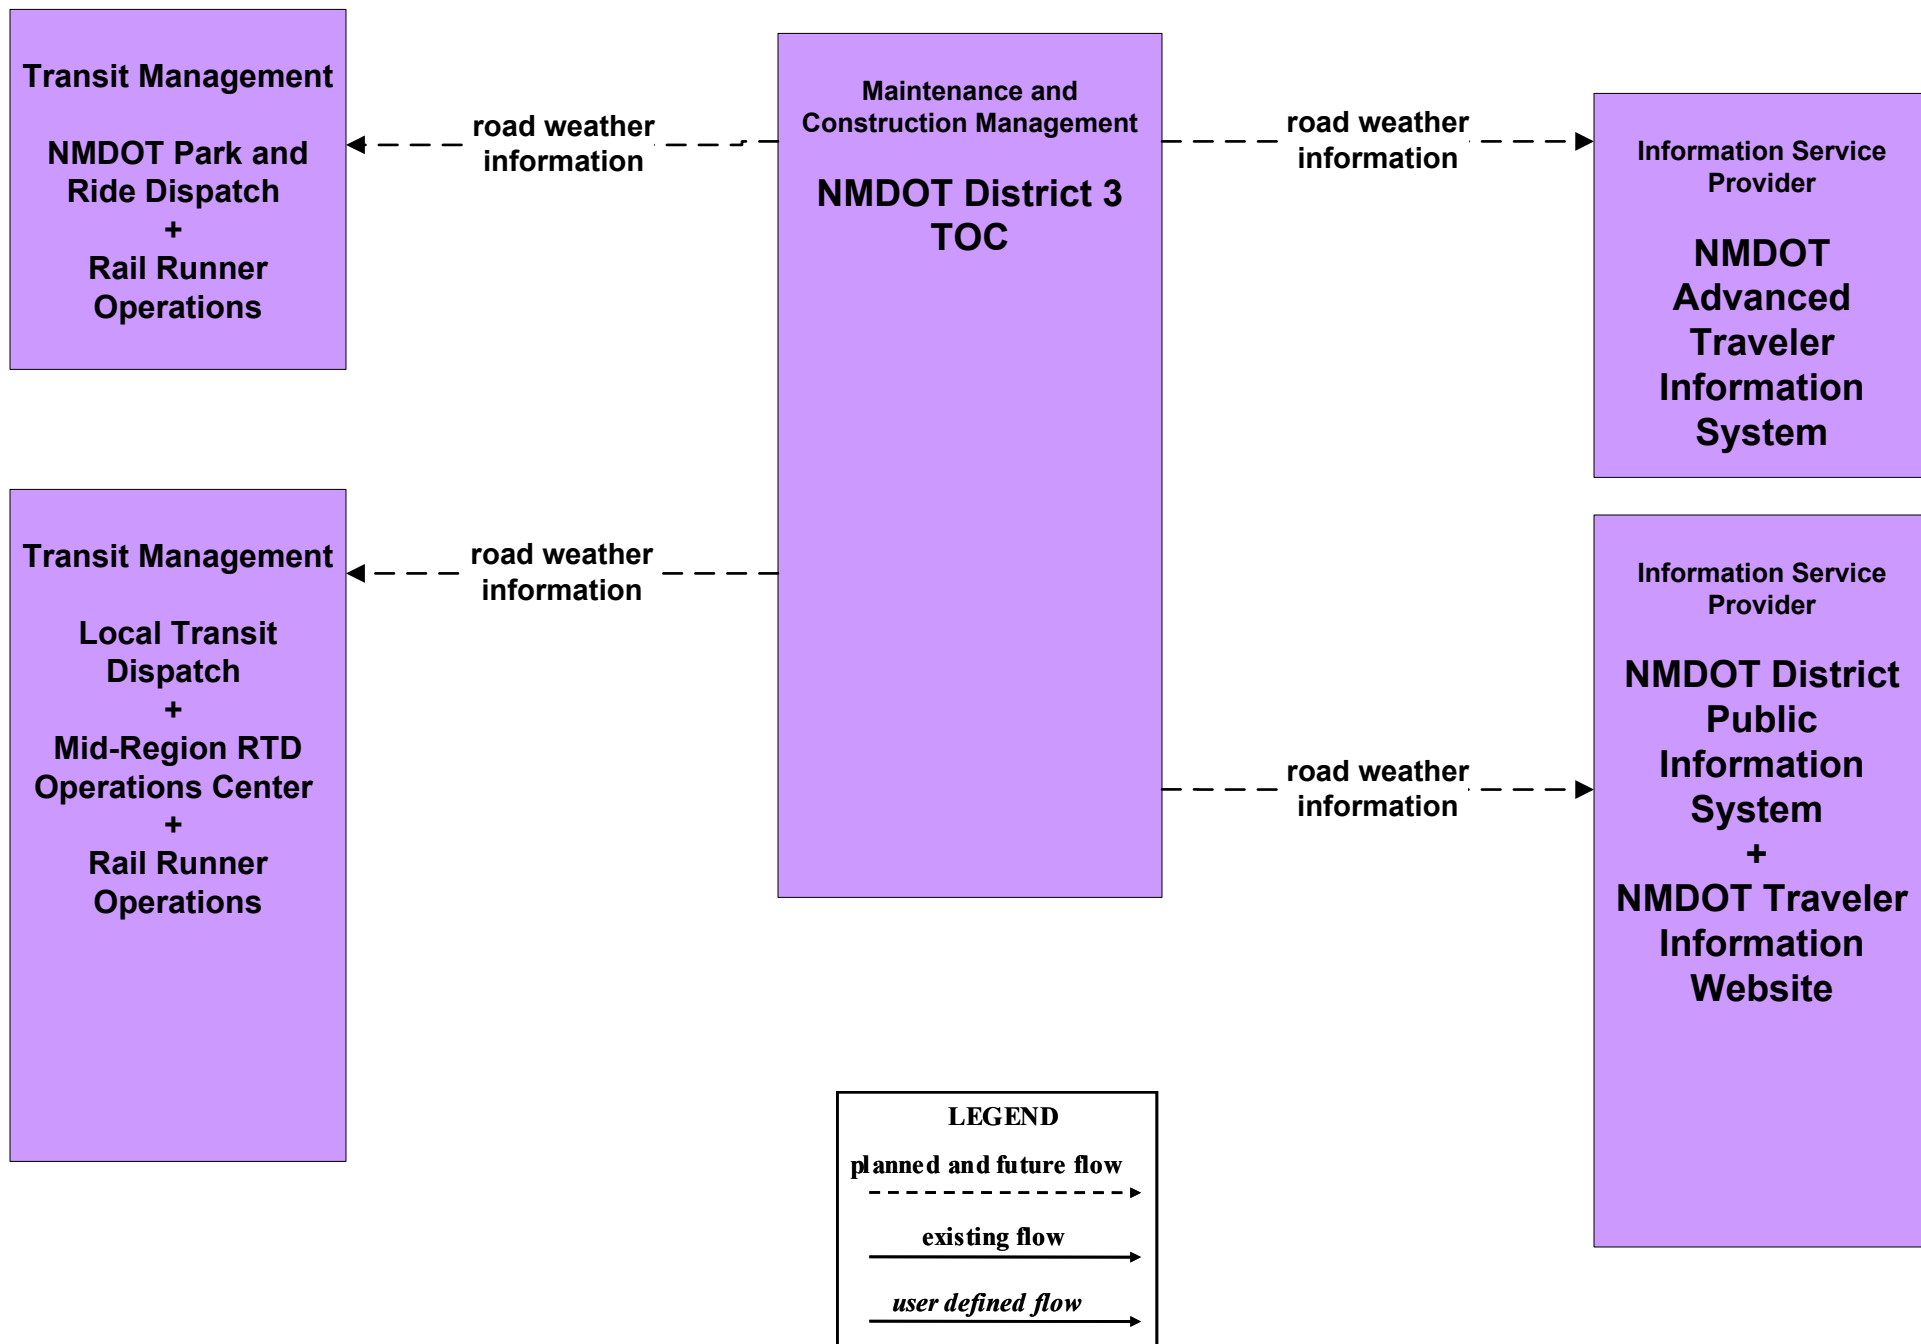 Transit Management
NMDOT Park and
Ride Dispatch
+
Rail Runner
Operations
road weather
information
Maintenance and
Construction Management
NMDOT District 3
TOC
road weather
information
Information Service
Provider
NMDOT
Advanced
Traveler
Information
System
Transit Management
Local Transit
Dispatch
+
Mid-Region RTD
Operations Center
+
Rail Runner
Operations
road weather
information
road weather
information
Information Service
Provider
NMDOT District
Public
Information
System
+
NMDOT Traveler
Information
Website
LEGEND
planned and future flow
existing flow
user defined flow